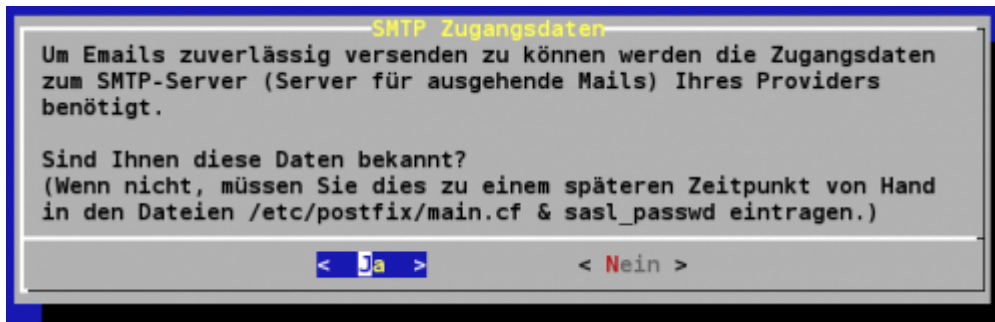 SMTP Zugangsdaten
Um Emails zuverlässig versenden zu können werden die Zugangsdaten
zum SMTP-Server (Server für ausgehende Mails) Ihres Providers
benötigt.
Sind Ihnen diese Daten bekannt?
(Wenn nicht, müssen Sie dies zu einem späteren Zeitpunkt von Hand
in den Dateien /etc/postfix/main.cf & sasl_passwd eintragen.)
< Ja > < Nein >